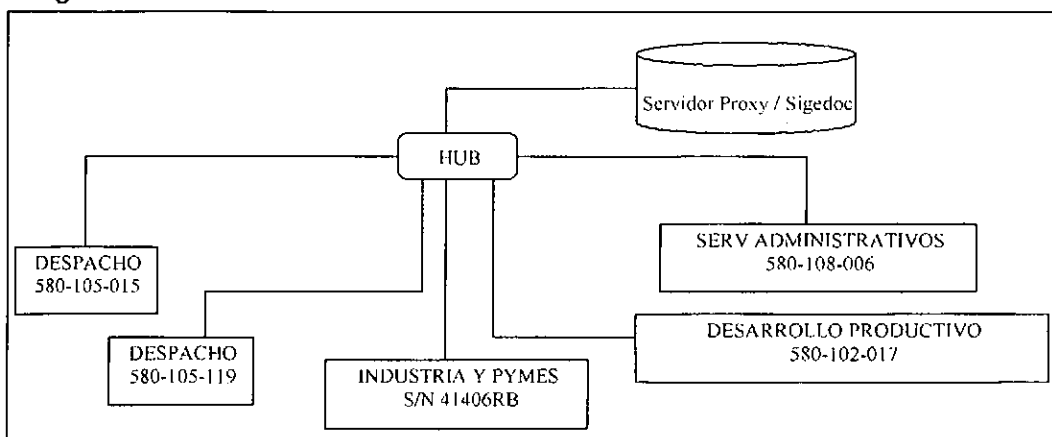 Servidor Proxy / Sigedoc
HUB
DESPACHO
580-105-015
SERV ADMINISTRATIVOS
580-108-006
DESPACHO
580-105-119
INDUSTRIA Y PYMES
S/N 41406RB
DESARROLLO PRODUCTIVO
580-102-017